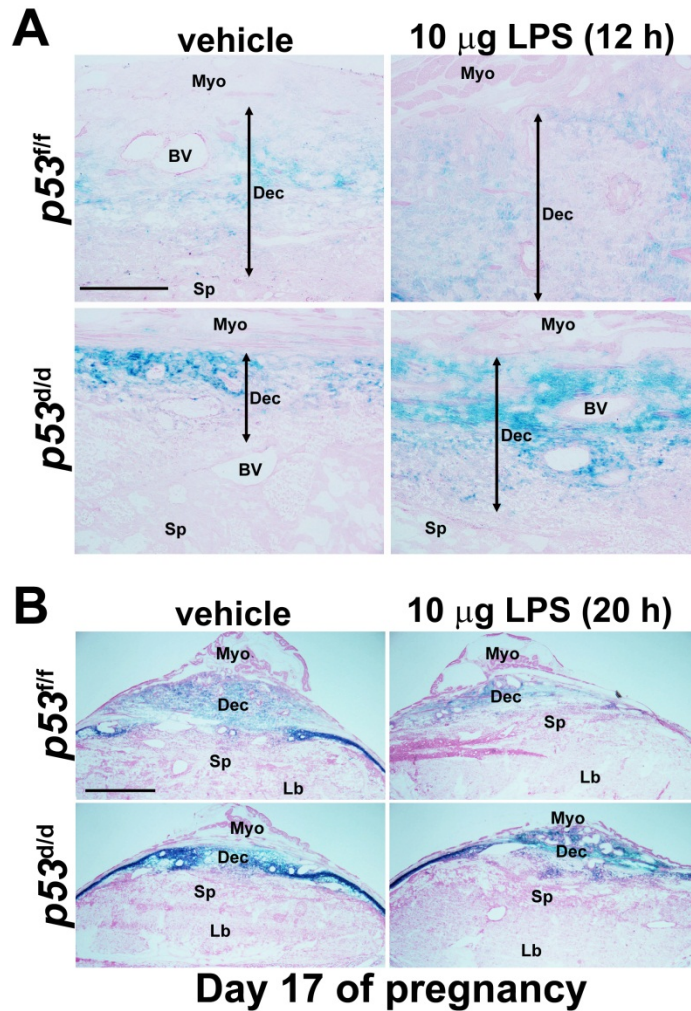 A
vehicle
10 μg LPS (12 h)
p53f/f
Myo
BV
Dec
Sp
Myo
Dec
p53d/d
Myo
Dec
BV
Sp
Myo
BV
Dec
Sp
B
vehicle
10 μg LPS (20 h)
p53f/f
Myo
Dec
Sp
Lb
Myo
Dec
Sp
Lb
p53d/d
Myo
Dec
Sp
Lb
Myo
Dec
Sp
Lb
Day 17 of pregnancy